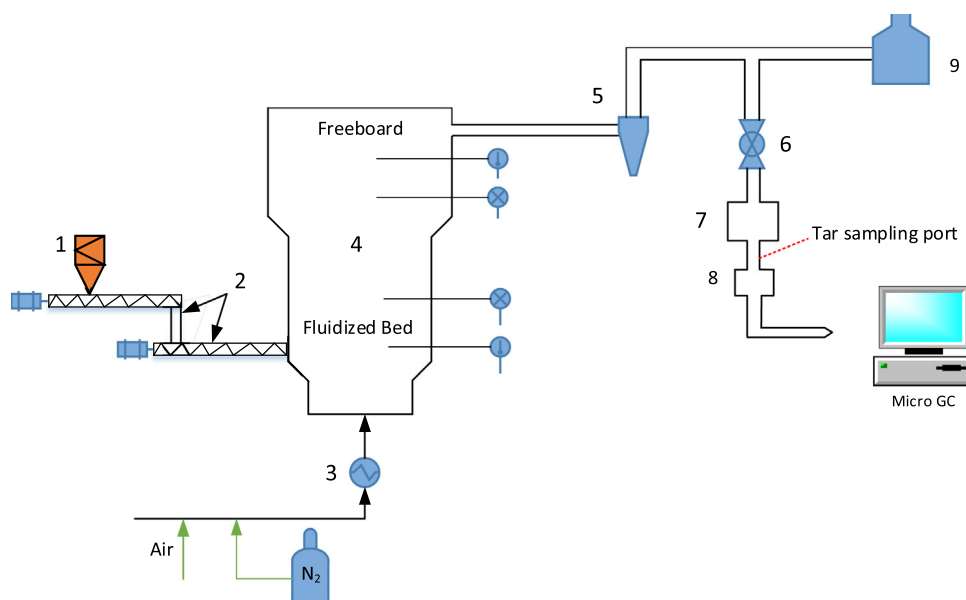 Freeboard
5
9
6
1
4
7
Tar sampling port
2
8
Fluidized Bed
Micro GC
3
Air
N₂